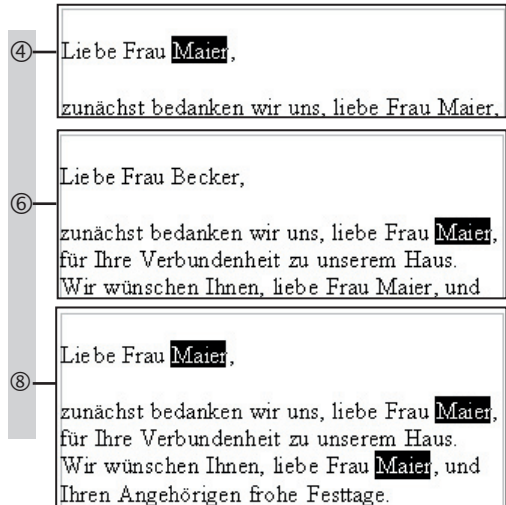 ④
Liebe Frau Maier,
zunächst bedanken wir uns, liebe Frau Maier,
⑥
Liebe Frau Becker,
zunächst bedanken wir uns, liebe Frau Maier,
für Ihre Verbundenheit zu unserem Haus.
Wir wünschen Ihnen, liebe Frau Maier, und
⑧
Liebe Frau Maier,
zunächst bedanken wir uns, liebe Frau Maier,
für Ihre Verbundenheit zu unserem Haus.
Wir wünschen Ihnen, liebe Frau Maier, und
Ihren Angehörigen frohe Festtage.